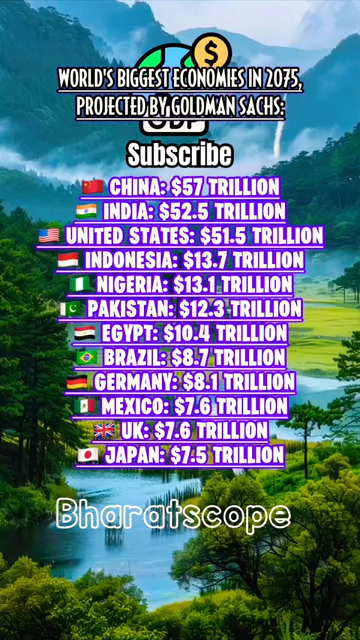 WORLD'S BIGGEST ECONOMIES IN 2075,
PROJECTED BY GOLDMAN SACHS:
$
GDP
Subscribe
CHINA: $57 TRILLION
INDIA: $52.5 TRILLION
UNITED STATES: $51.5 TRILLION
INDONESIA: $13.7 TRILLION
NIGERIA: $13.1 TRILLION
PAKISTAN: $12.3 TRILLION
EGYPT: $10.4 TRILLION
BRAZIL: $8.7 TRILLION
GERMANY: $8.1 TRILLION
MEXICO: $7.6 TRILLION
UK: $7.6 TRILLION
JAPAN: $7.5 TRILLION
Bharatscope